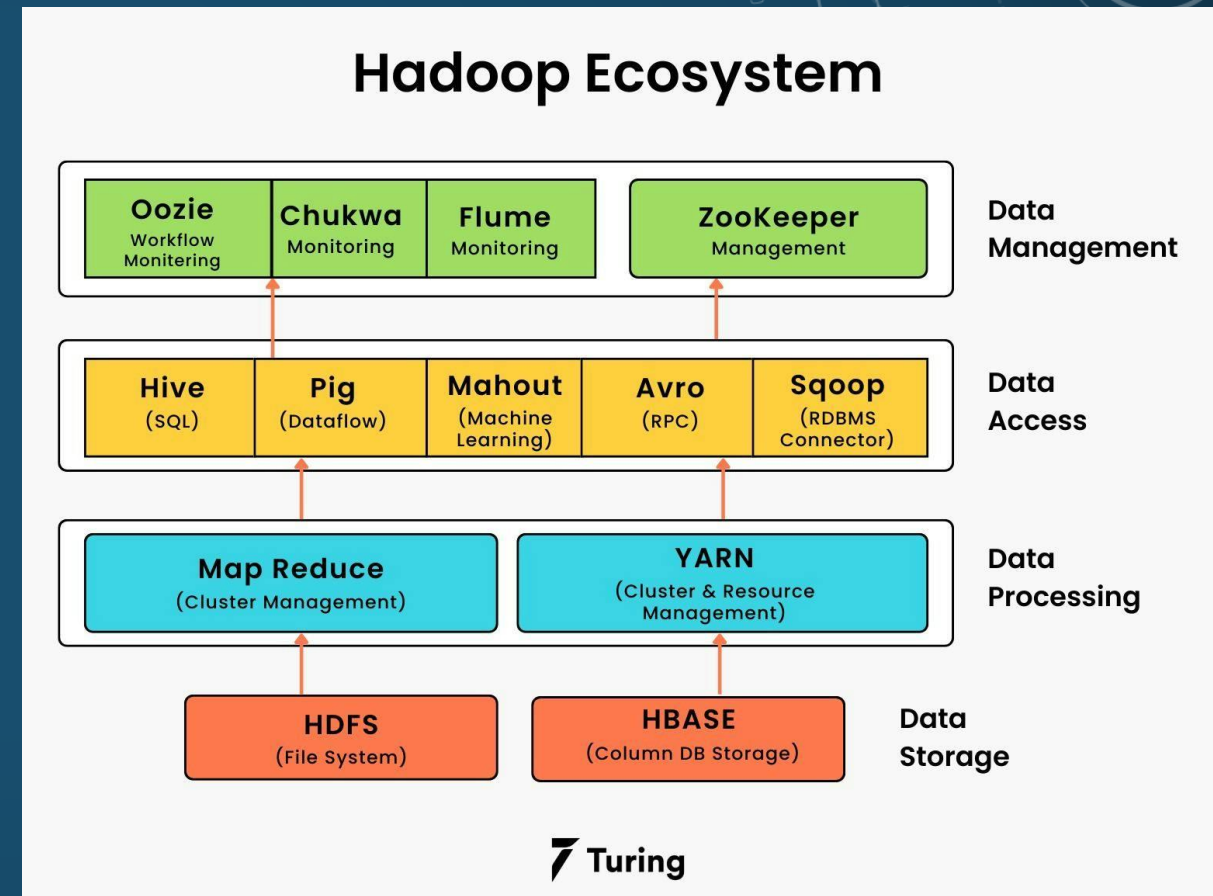 Hadoop Ecosystem
Oozie
Workflow
Monitering
Chukwa
Monitoring
Flume
Monitoring
ZooKeeper
Management
Data
Management
Hive
(SQL)
Pig
(Dataflow)
Mahout
(Machine
Learning)
Avro
(RPC)
Sqoop
(RDBMS
Connector)
Data
Access
Map Reduce
(Cluster Management)
YARN
(Cluster & Resource
Management)
Data
Processing
HDFS
(File System)
HBASE
(Column DB Storage)
Data
Storage
Turing